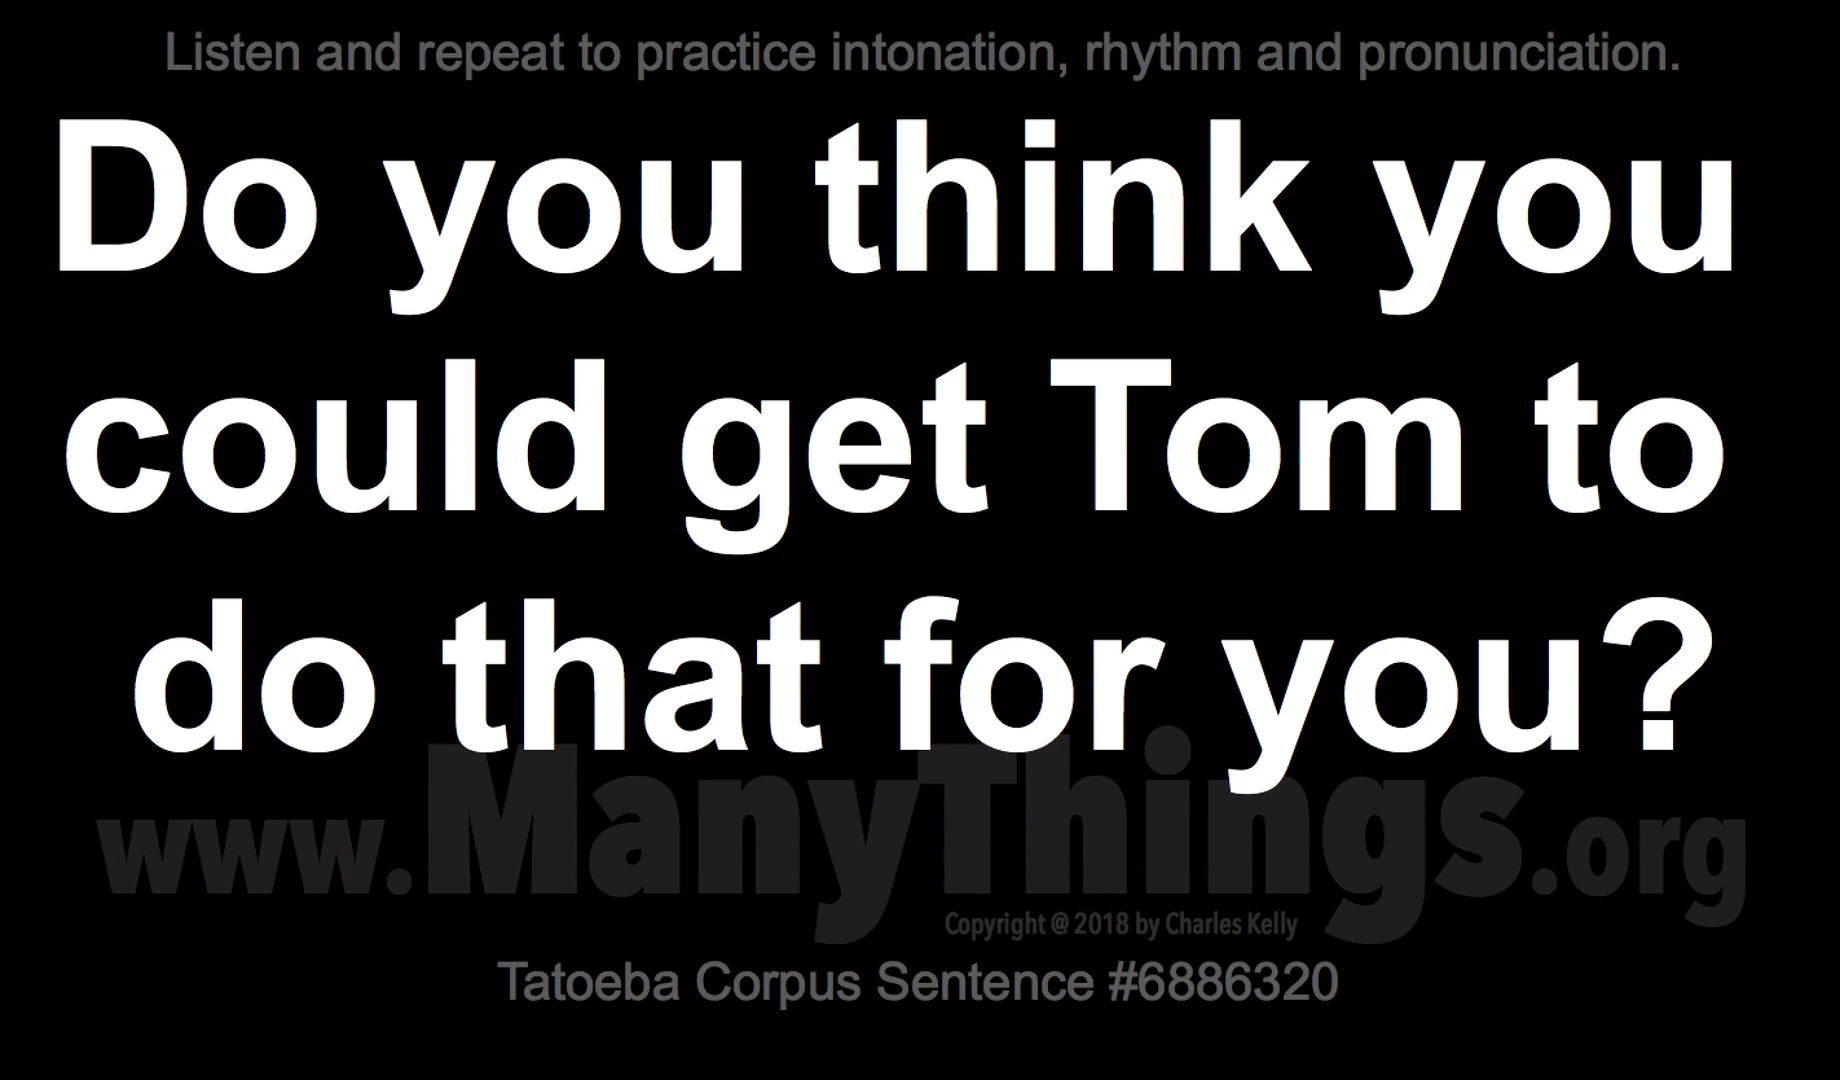 Listen and repeat to practice intonation, rhythm and pronunciation.
Do you think you
could get Tom to
do that for you?
www.ManyThings.org
Copyright @ 2018 by Charles Kelly
Tatoeba Corpus Sentence #6886320